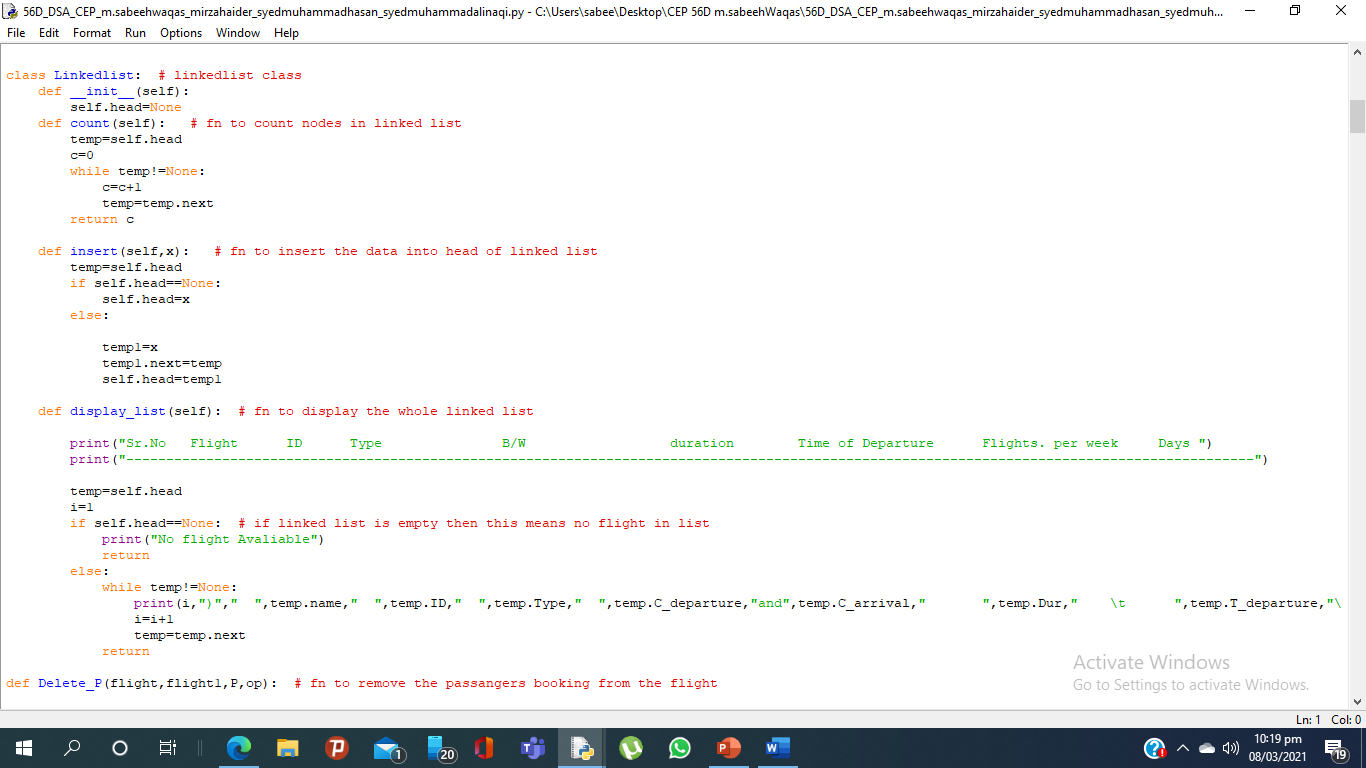 56D_DSA_CEP_m.sabeehwaqas_mirzahaider_syedmuhammadhasan_syedmuhammadalinaqi.py - C:\Users\sabee\Desktop\CEP 56D m.sabeehWaqas\56D_DSA_CEP_m.sabeehwaqas_mirzahaider_syedmuhammadhasan_syedmuh...
File Edit Format Run Options Window Help
class Linkedlist:  # linkedlist class
    def __init__(self):
        self.head=None
    def count(self):   # fn to count nodes in linked list
        temp=self.head
        c=0
        while temp!=None:
            c=c+1
            temp=temp.next
        return c
    def insert(self,x):   # fn to insert the data into head of linked list
        temp=self.head
        if self.head==None:
            self.head=x
        else:
            temp1=x
            temp1.next=temp
            self.head=temp1
    def display_list(self):  # fn to display the whole linked list
        print("Sr.No   Flight      ID      Type               B/W                  duration        Time of Departure      Flights. per week     Days ")
        print("---------------------------------------------------------------------------------------------------------------------------------------------")
        temp=self.head
        i=1
        if self.head==None:  # if linked list is empty then this means no flight in list
            print("No flight Avaliable")
            return
        else:
            while temp!=None:
                print(i,")","  ",temp.name,"  ",temp.ID,"  ",temp.Type,"  ",temp.C_departure,"and",temp.C_arrival,"       ",temp.Dur,"    \t      ",temp.T_departure,"\
                i=i+1
                temp=temp.next
            return
def Delete_P(flight,flight1,P,op):  # fn to remove the passangers booking from the flight
Activate Windows
Go to Settings to activate Windows.
Ln: 1 Col: 0
1
20
10:19 pm
08/03/2021
19